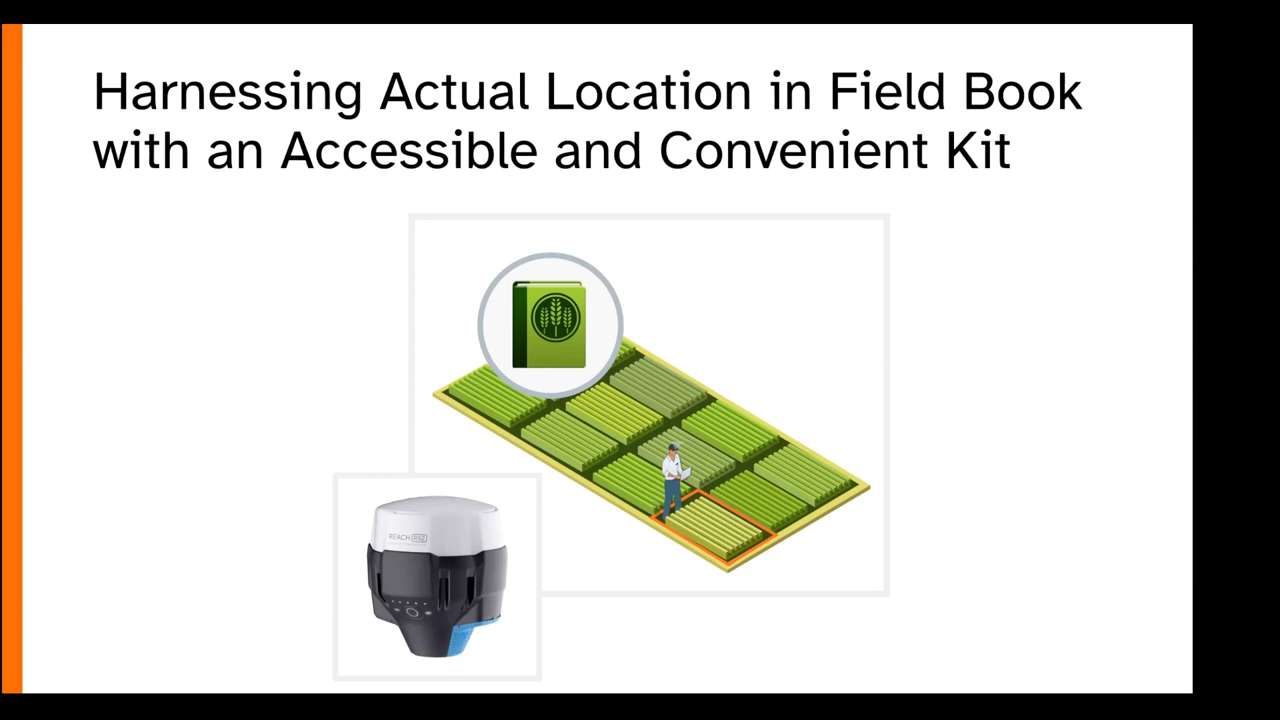 Harnessing Actual Location in Field Book
with an Accessible and Convenient Kit
REACH RS2